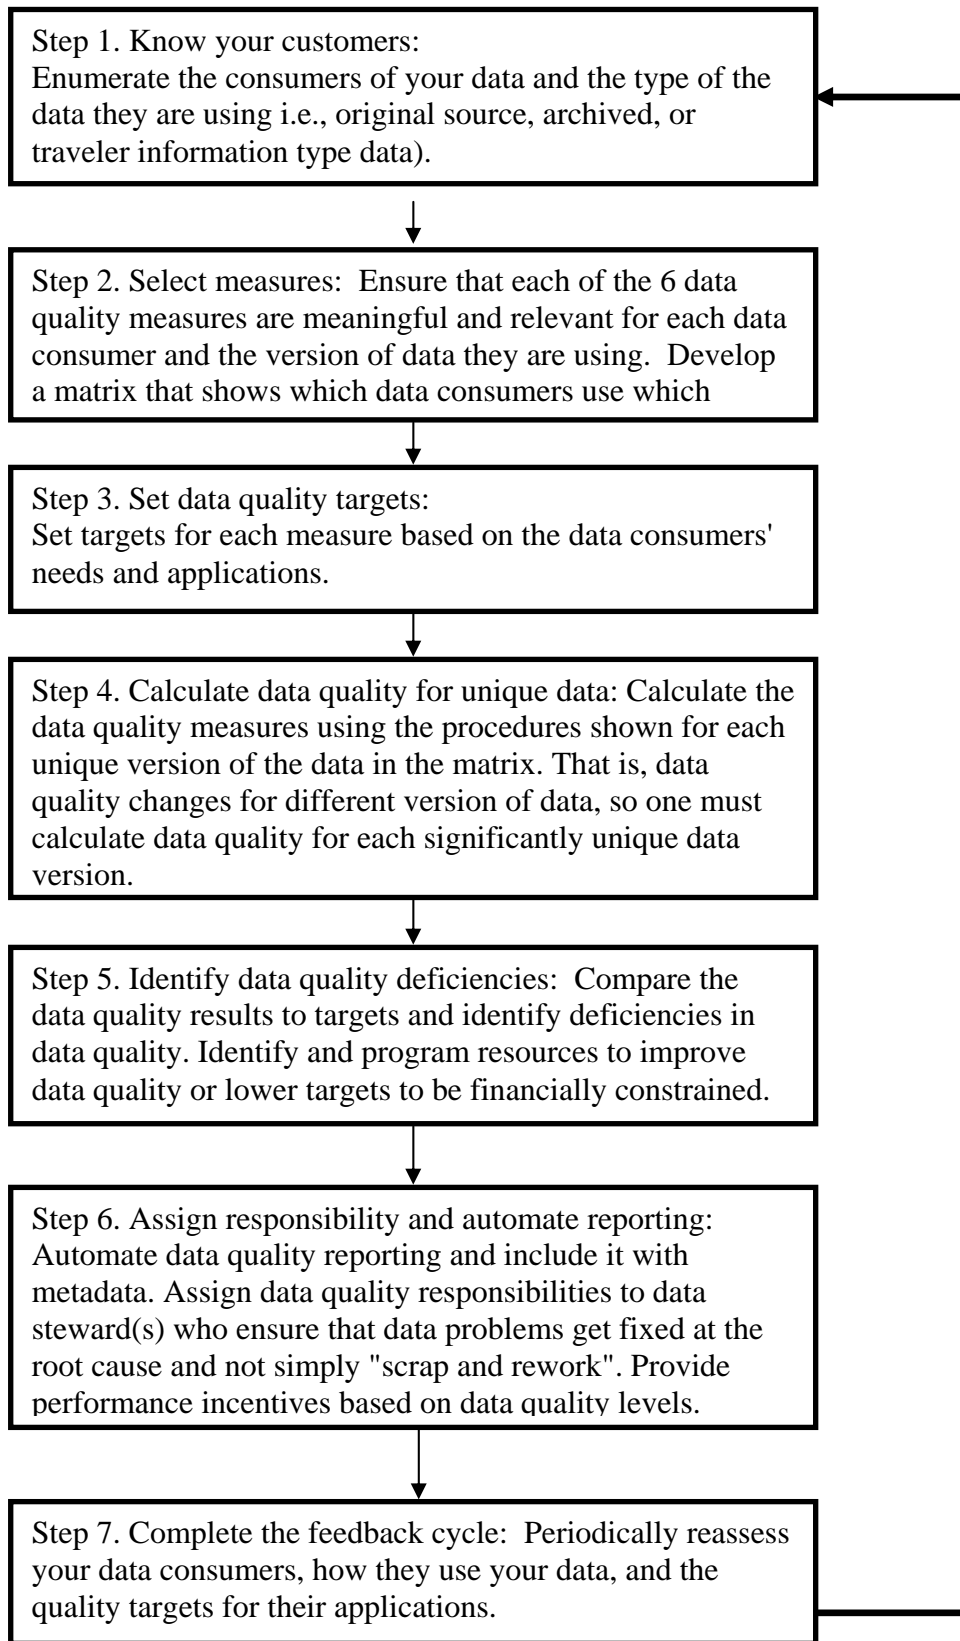 Step 1. Know your customers:
Enumerate the consumers of your data and the type of the
data they are using i.e., original source, archived, or
traveler information type data).
Step 2. Select measures:  Ensure that each of the 6 data
quality measures are meaningful and relevant for each data
consumer and the version of data they are using.  Develop
a matrix that shows which data consumers use which
Step 3. Set data quality targets:
Set targets for each measure based on the data consumers'
needs and applications.
Step 4. Calculate data quality for unique data: Calculate the
data quality measures using the procedures shown for each
unique version of the data in the matrix. That is, data
quality changes for different version of data, so one must
calculate data quality for each significantly unique data
version.
Step 5. Identify data quality deficiencies:  Compare the
data quality results to targets and identify deficiencies in
data quality. Identify and program resources to improve
data quality or lower targets to be financially constrained.
Step 6. Assign responsibility and automate reporting:
Automate data quality reporting and include it with
metadata. Assign data quality responsibilities to data
steward(s) who ensure that data problems get fixed at the
root cause and not simply "scrap and rework". Provide
performance incentives based on data quality levels.
Step 7. Complete the feedback cycle:  Periodically reassess
your data consumers, how they use your data, and the
quality targets for their applications.